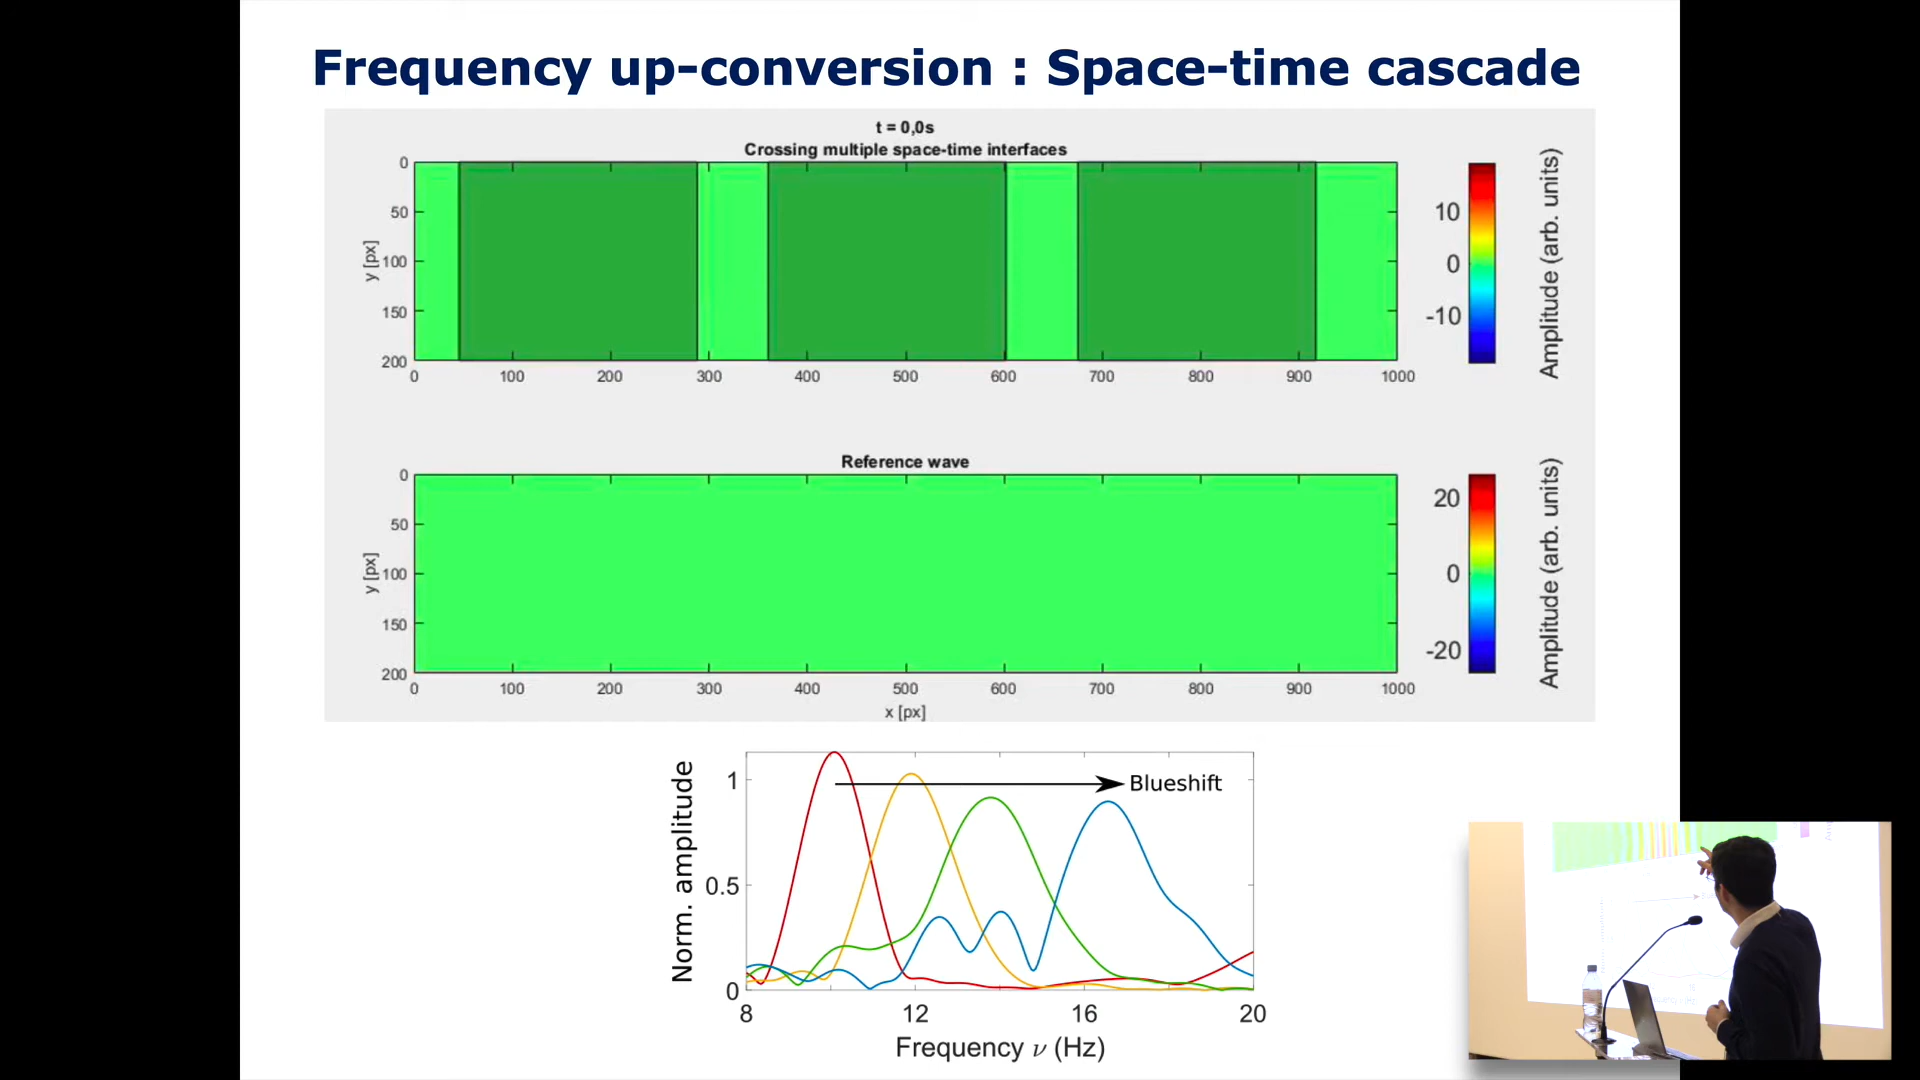 Frequency up-conversion : Space-time cascade
t = 0,0s
Crossing multiple space-time interfaces
0
50
100
150
200
y [px]
0 100 200 300 400 500 600 700 800 900 1000
10
0
-10
Amplitude (arb. units)
Reference wave
0
50
100
150
200
y [px]
0 100 200 300 400 500 600 700 800 900 1000
x [px]
20
0
-20
Amplitude (arb. units)
Norm. amplitude
1
0.5
0
Blueshift
8 12 16 20
Frequency ν (Hz)